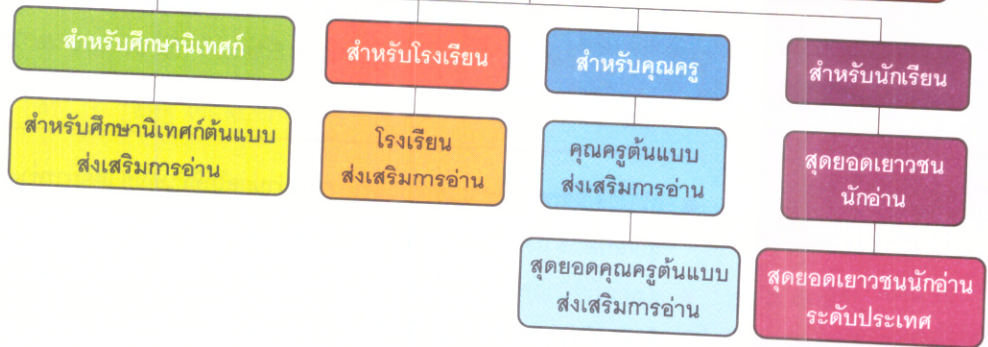 สำหรับศึกษานิเทศก์
สำหรับโรงเรียน
สำหรับคุณครู
สำหรับนักเรียน
สำหรับศึกษานิเทศก์ต้นแบบ
ส่งเสริมการอ่าน
โรงเรียน
ส่งเสริมการอ่าน
คุณครูต้นแบบ
ส่งเสริมการอ่าน
สุดยอดเยาวชน
นักอ่าน
สุดยอดคุณครูต้นแบบ
ส่งเสริมการอ่าน
สุดยอดเยาวชนนักอ่าน
ระดับประเทศ